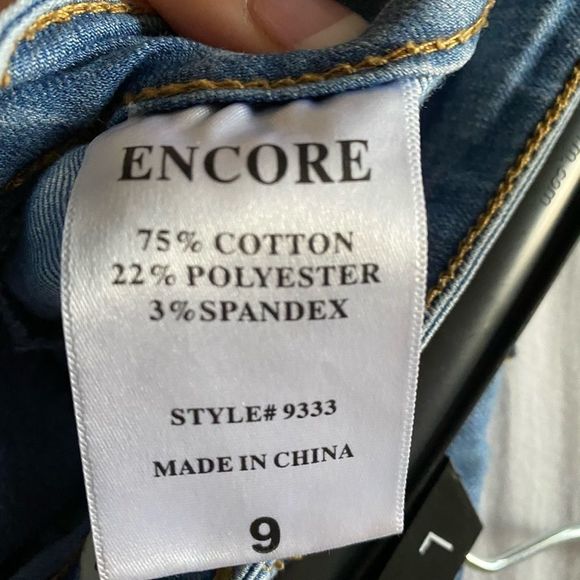 ENCORE
75% COTTON
22% POLYESTER
3% SPANDEX
STYLE# 9333
MADE IN CHINA
9
L